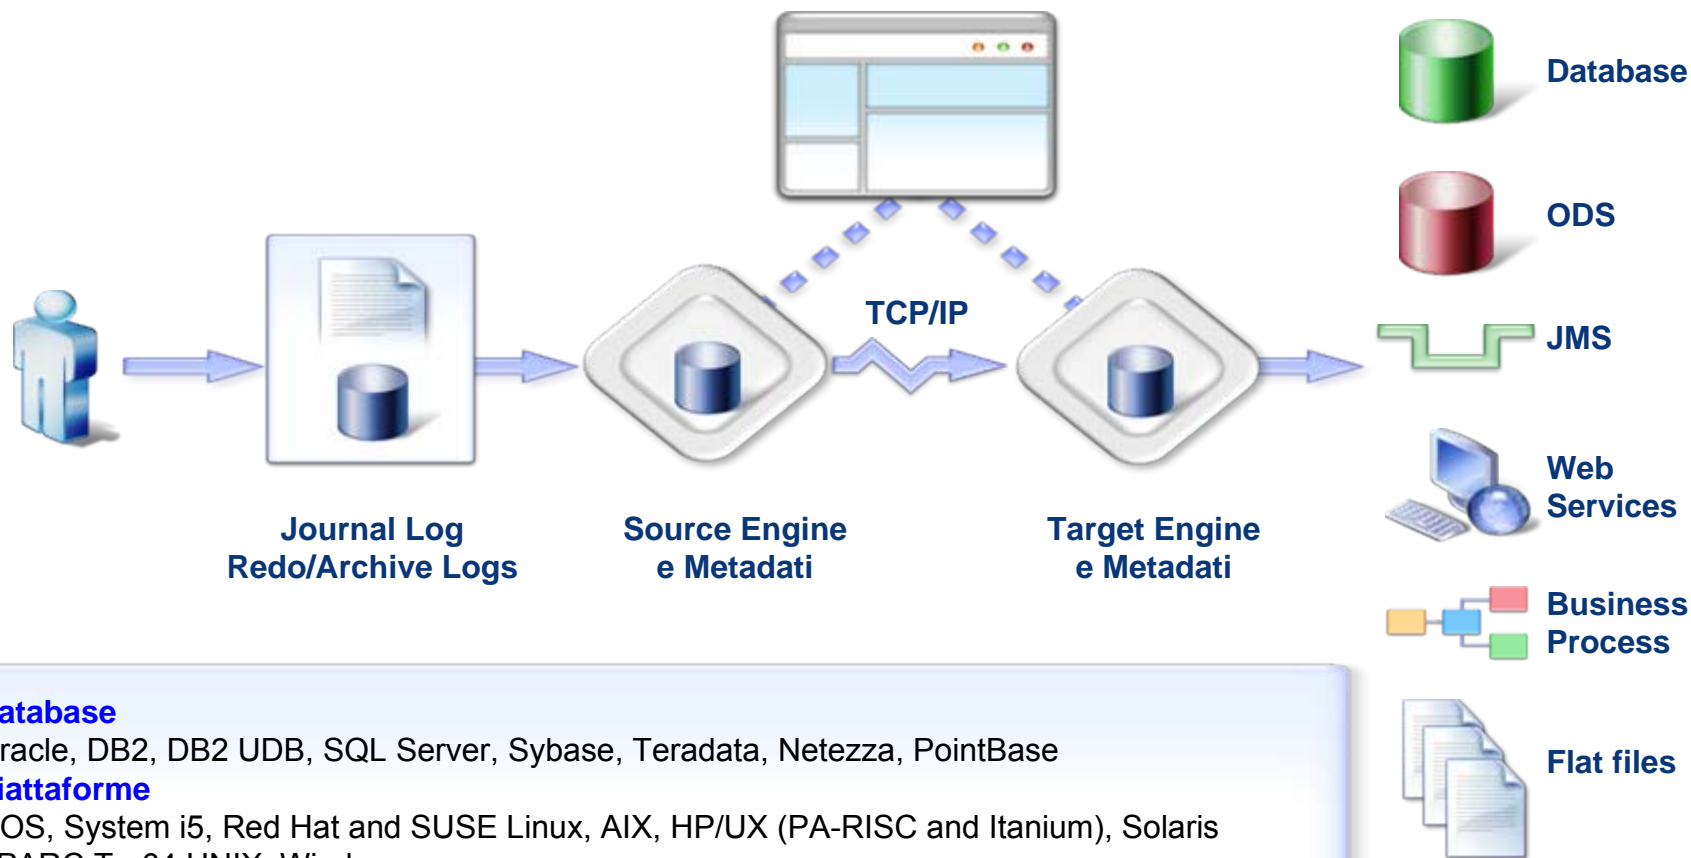 Database
ODS
TCP/IP
JMS
Web
Services
Journal Log
Redo/Archive Logs
Source Engine
e Metadati
Target Engine
e Metadati
Business
Process
Flat files
atabase
racle, DB2, DB2 UDB, SQL Server, Sybase, Teradata, Netezza, PointBase
iattaforme
OS, System i5, Red Hat and SUSE Linux, AIX, HP/UX (PA-RISC and Itanium), Solaris